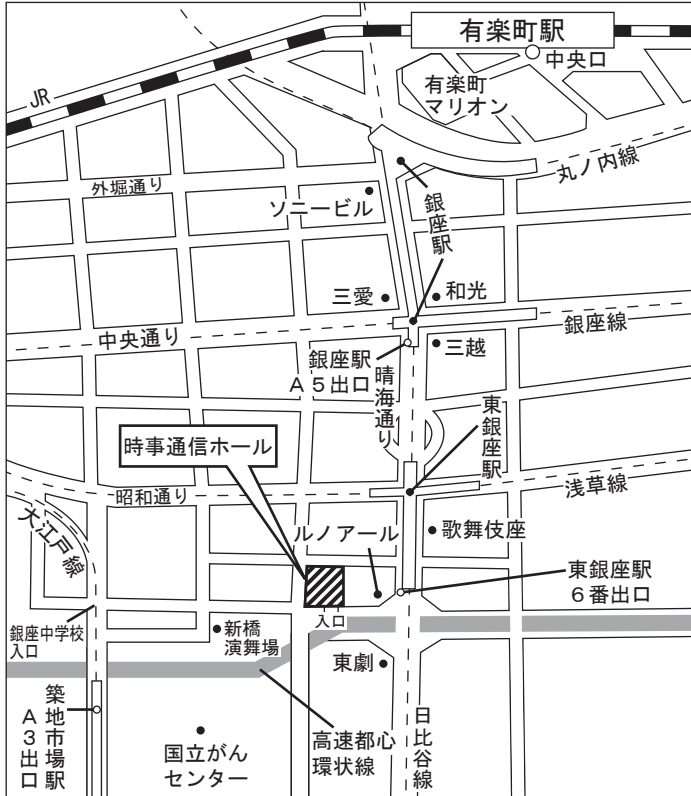 有楽町駅
中央口
JR
有楽町
マリオン
丸ノ内線
外堀通り
ソニービル
銀座駅
三愛
和光
中央通り
銀座線
銀座駅
A5出口
三越
晴海通り
東銀座駅
時事通信ホール
昭和通り
浅草線
大江戸線
ルノアール
歌舞伎座
東銀座駅
6番出口
銀座中学校
入口
新橋
演舞場
入口
東劇
築地市場駅
A3出口
国立がん
センター
高速都心
環状線
日比谷線